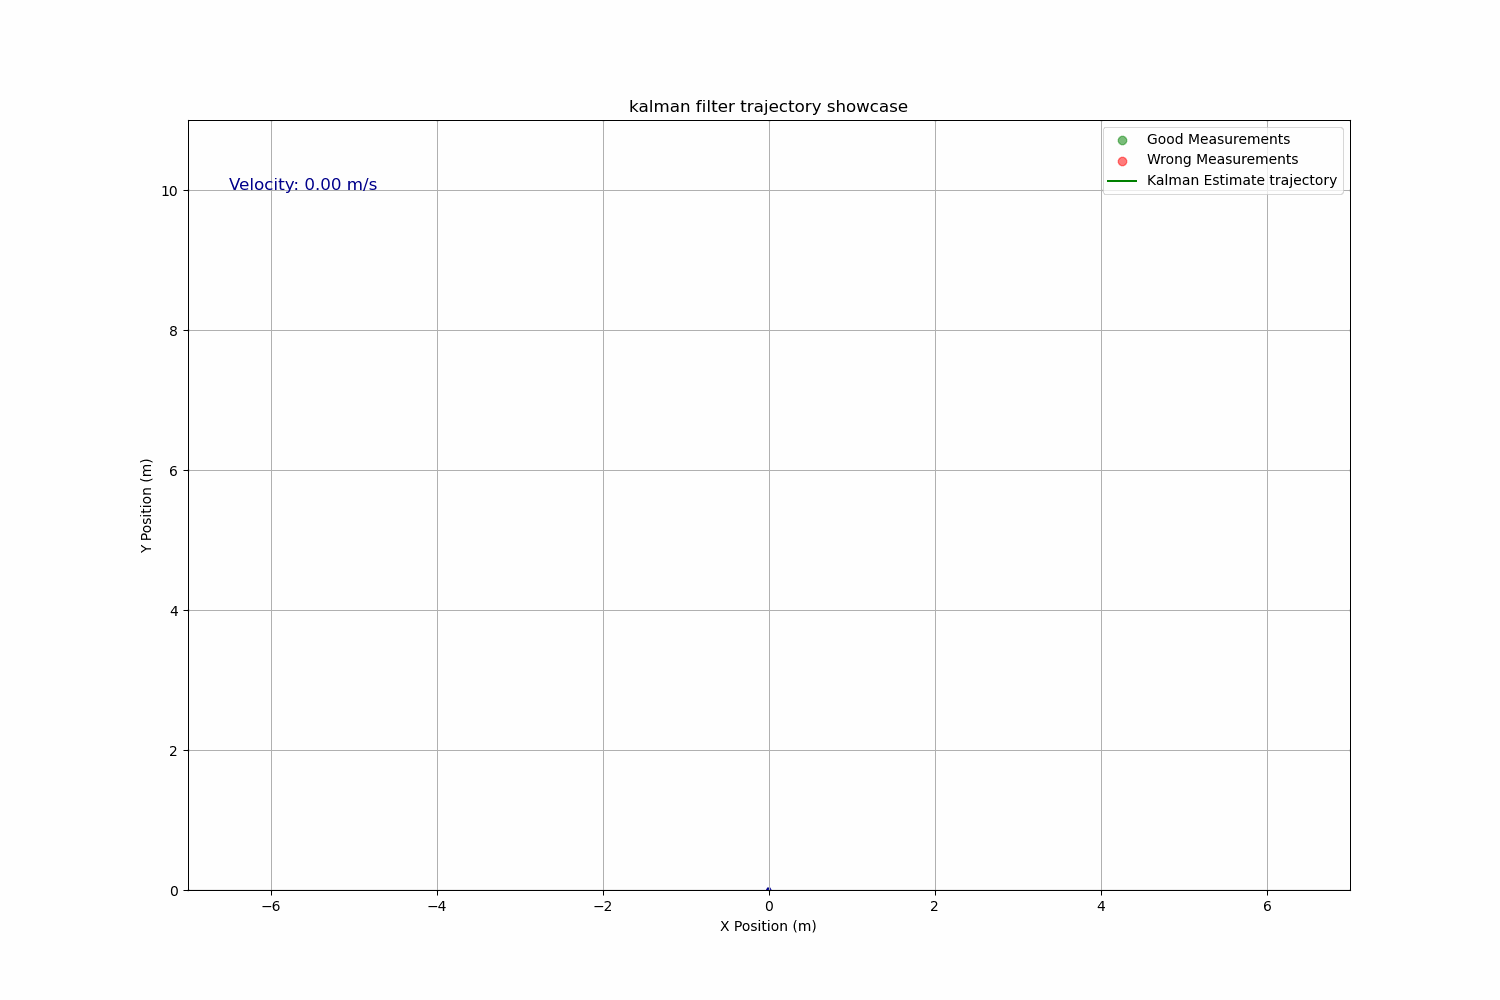 kalman filter trajectory showcase
Good Measurements
Wrong Measurements
Kalman Estimate trajectory
Velocity: 0.00 m/s
10
8
6
4
2
0
Y Position (m)
−6
−4
−2
0
2
4
6
X Position (m)